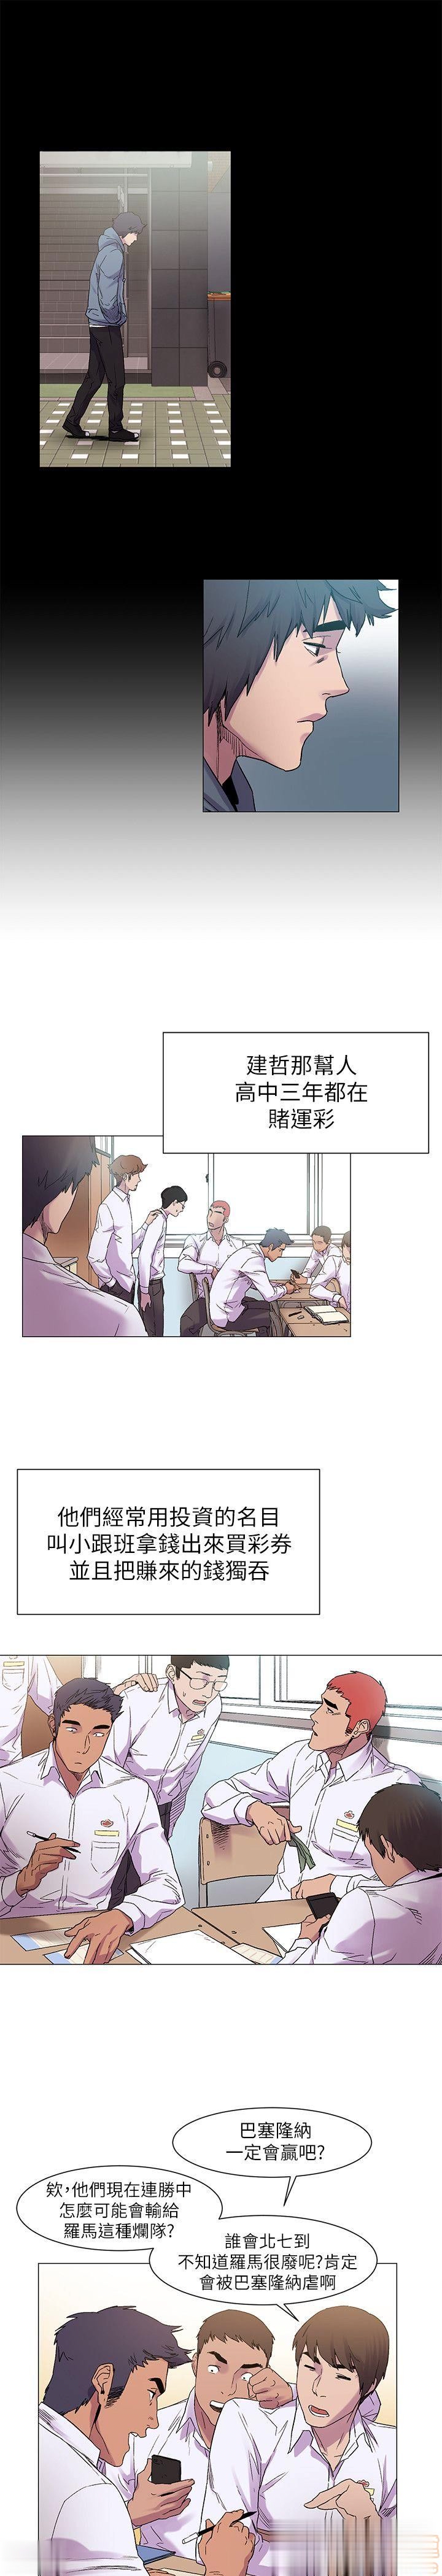 建哲那幫人
高中三年都在
賭運彩
他們經常用投資的名目
叫小跟班拿錢出來買彩券
並且把賺來的錢獨吞
巴塞隆納
一定會贏吧?
欸,他們現在連勝中
怎麼可能會輸給
羅馬這種爛隊?
誰會北七到
不知道羅馬很廢呢?肯定
會被巴塞隆納虐啊